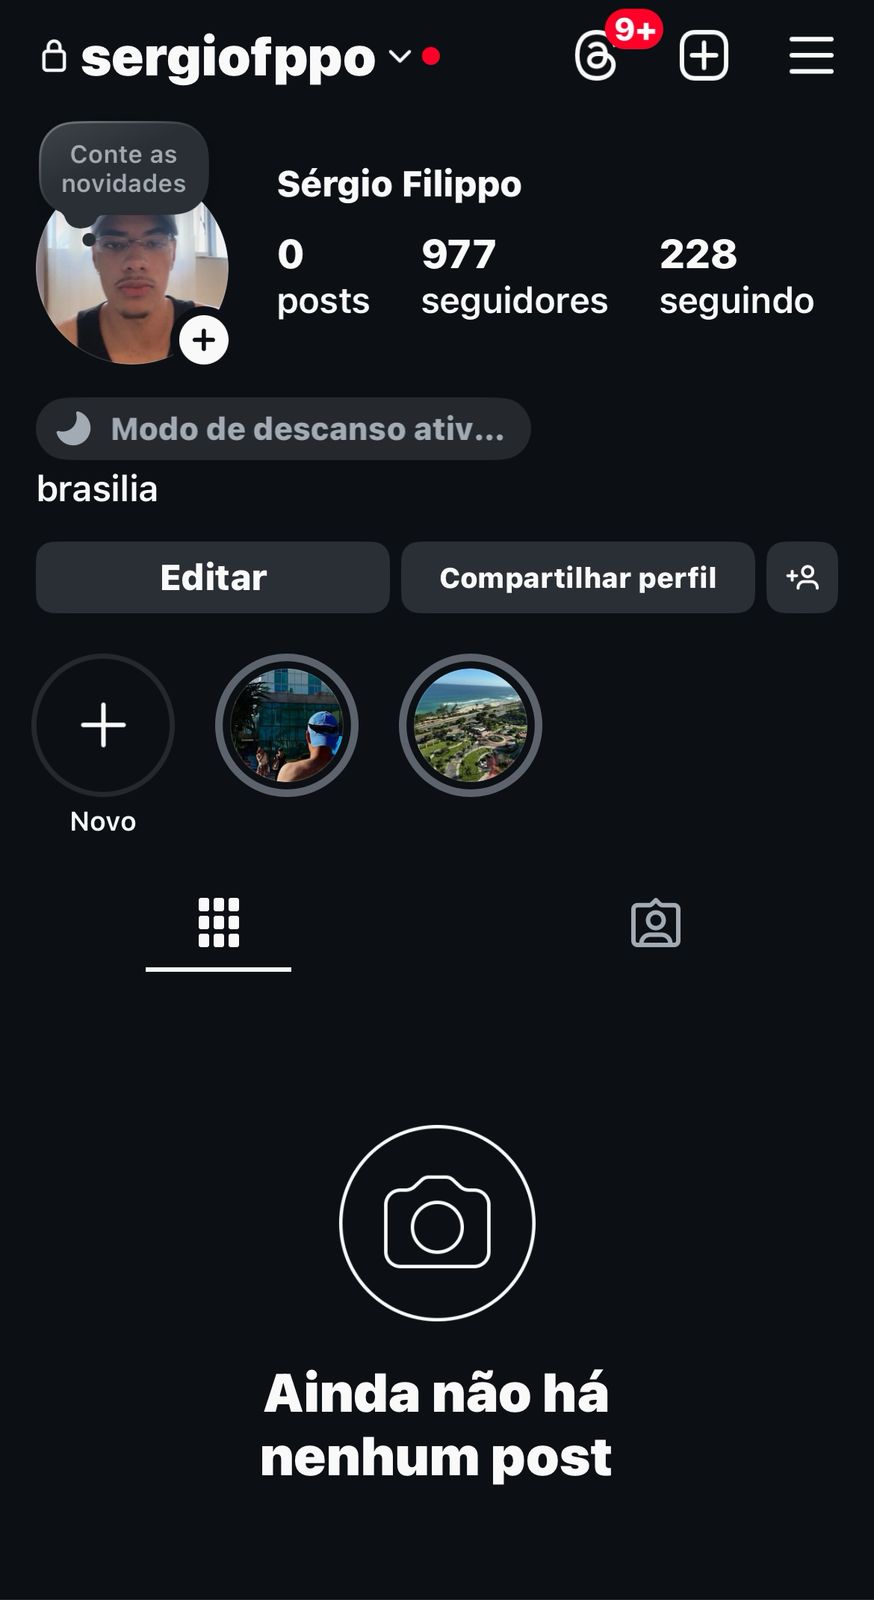 sergiofppo
9+
Conte as
novidades
Sérgio Filippo
0 977 228
posts seguidores seguindo
Modo de descanso ativ...
brasilia
Editar Compartilhar perfil
Novo
Ainda não há
nenhum post